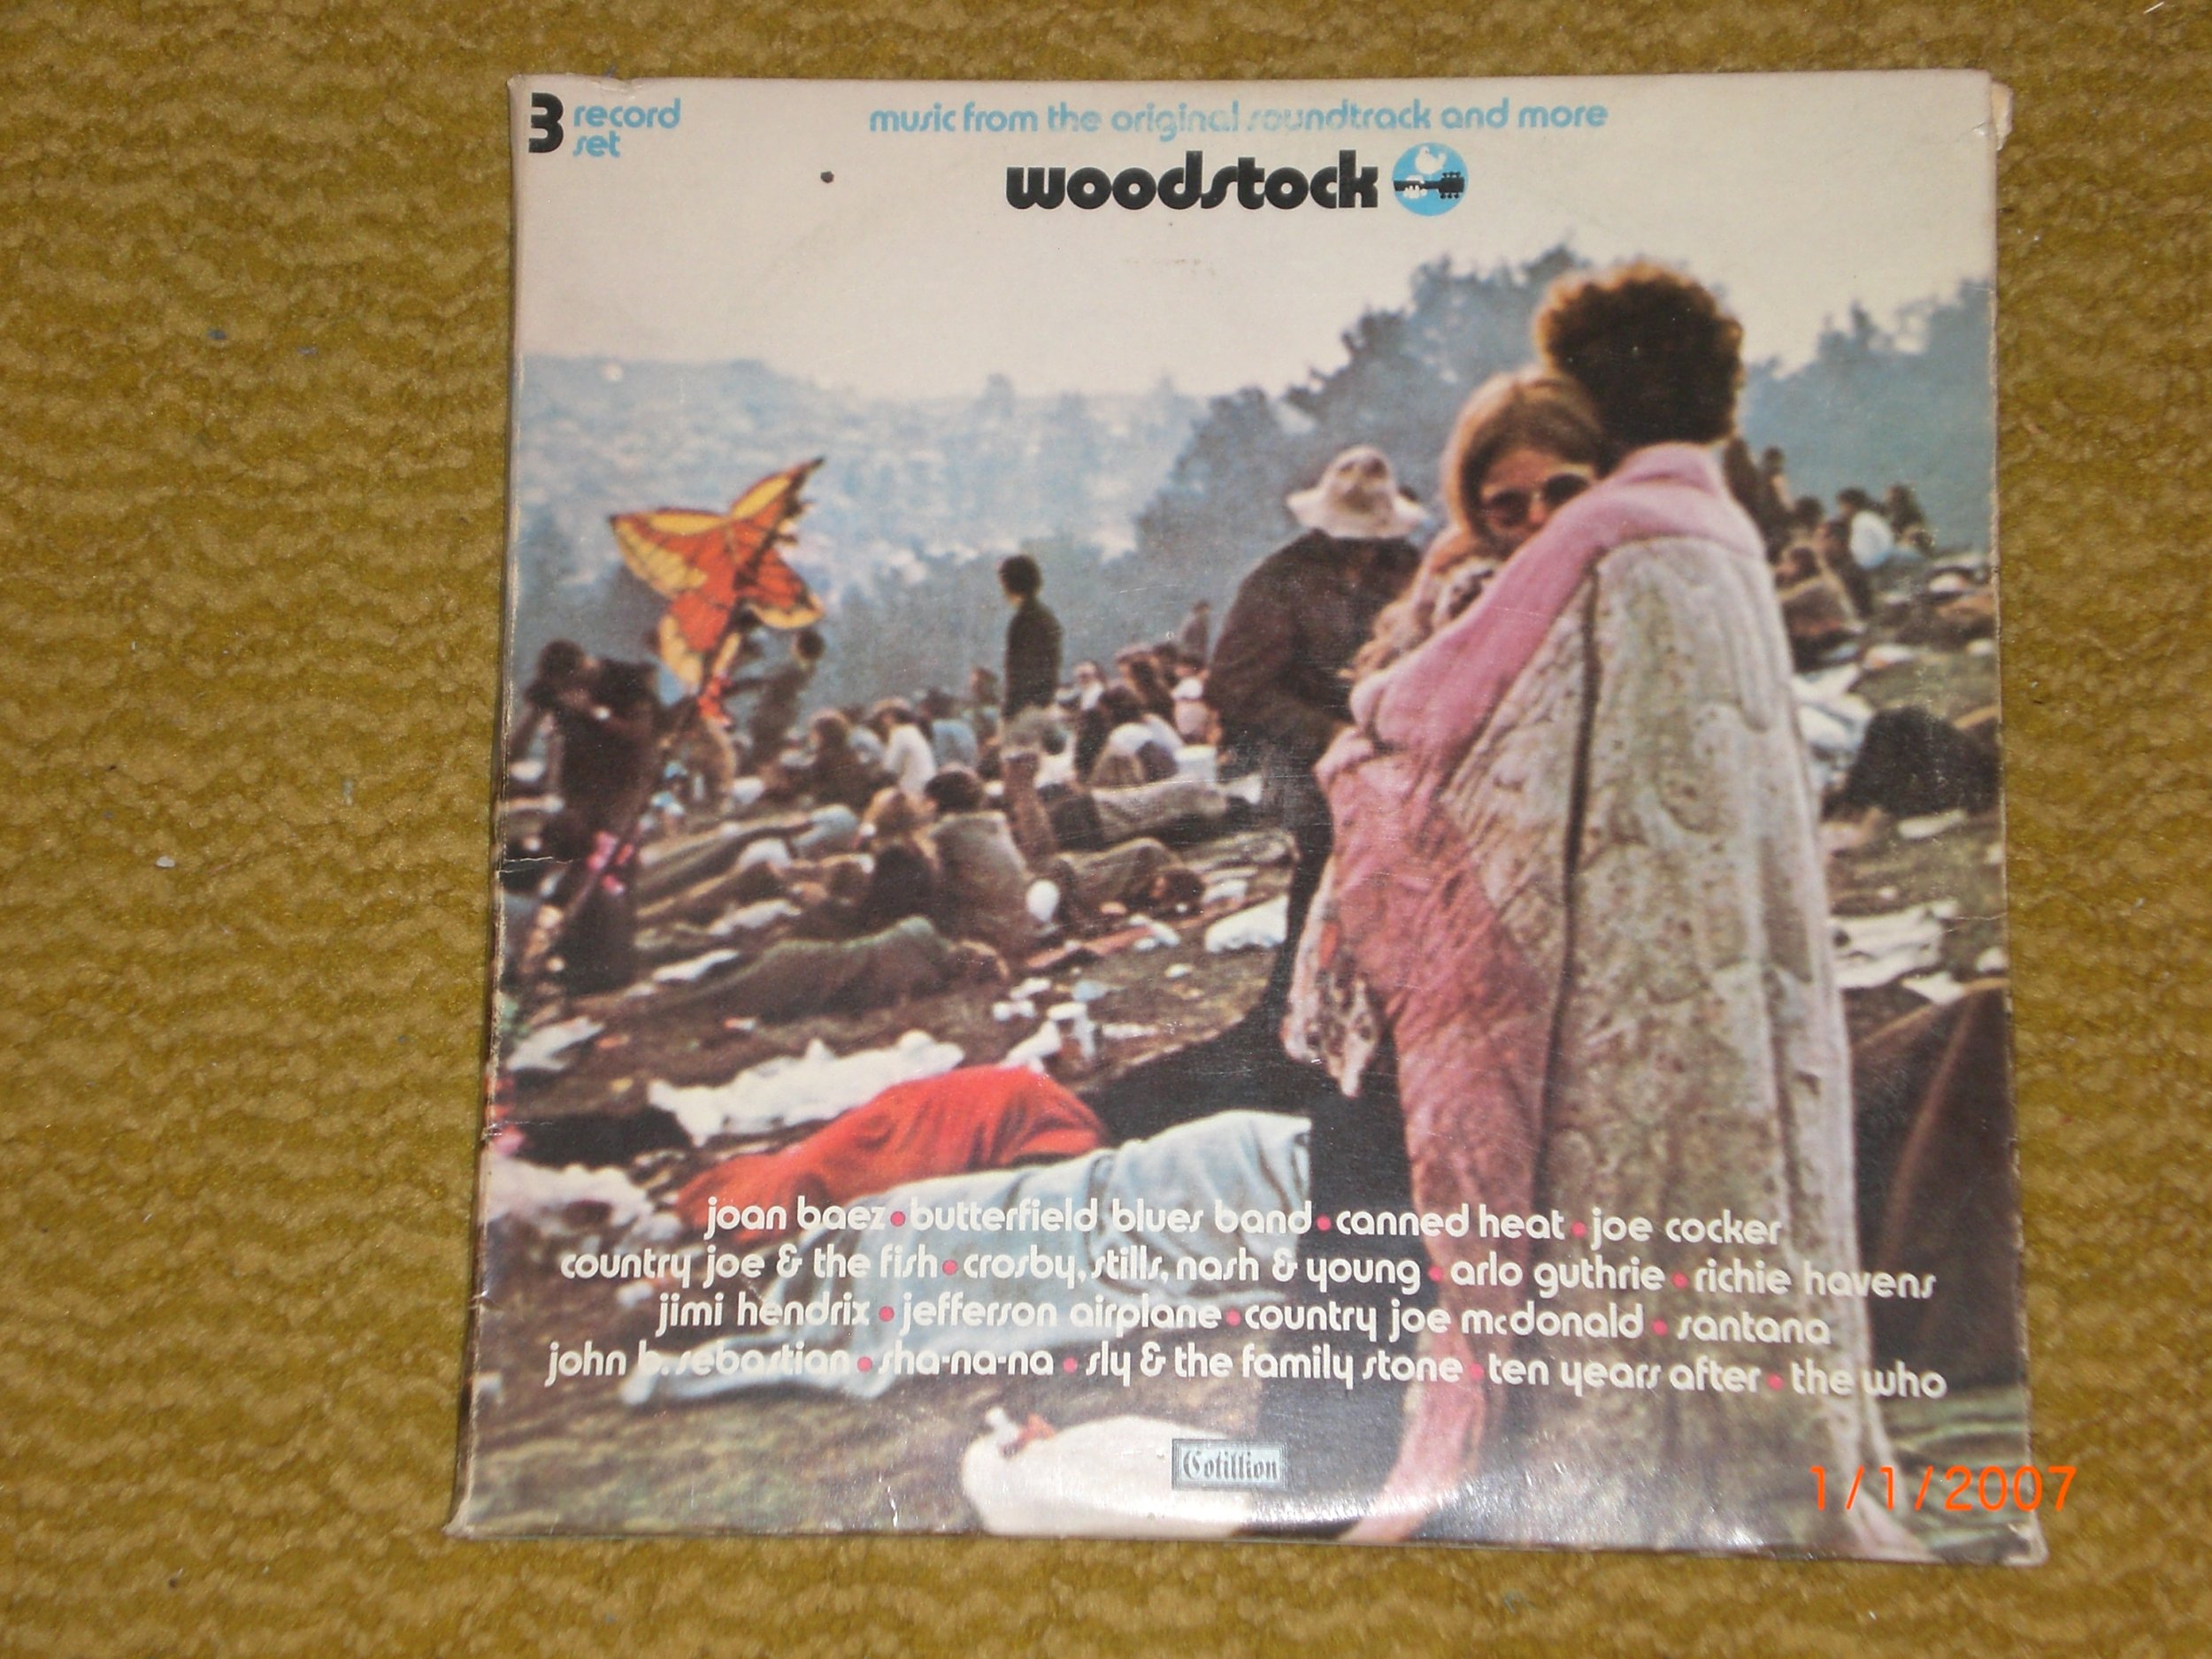 3 record
set
music from the original soundtrack and more
woodstock
joan baez • butterfield blues band • canned heat • joe cocker
country joe & the fish • crosby, stills, nash & young • arlo guthrie • richie havens
jimi hendrix • jefferson airplane • country joe mcdonald • santana
john b. sebastian • sha-na-na • sly & the family stone • ten years after • the who
Cotillion
1/1/2007